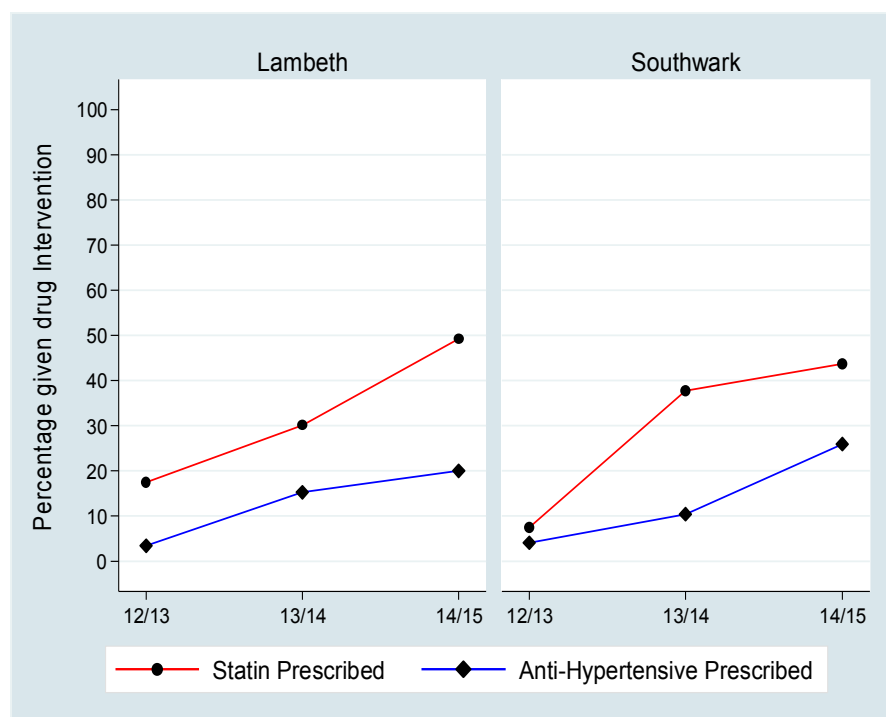 Lambeth
Southwark
Percentage given drug Intervention
100
90
80
70
60
50
40
30
20
10
0
12/13 13/14 14/15
12/13 13/14 14/15
Statin Prescribed
Anti-Hypertensive Prescribed